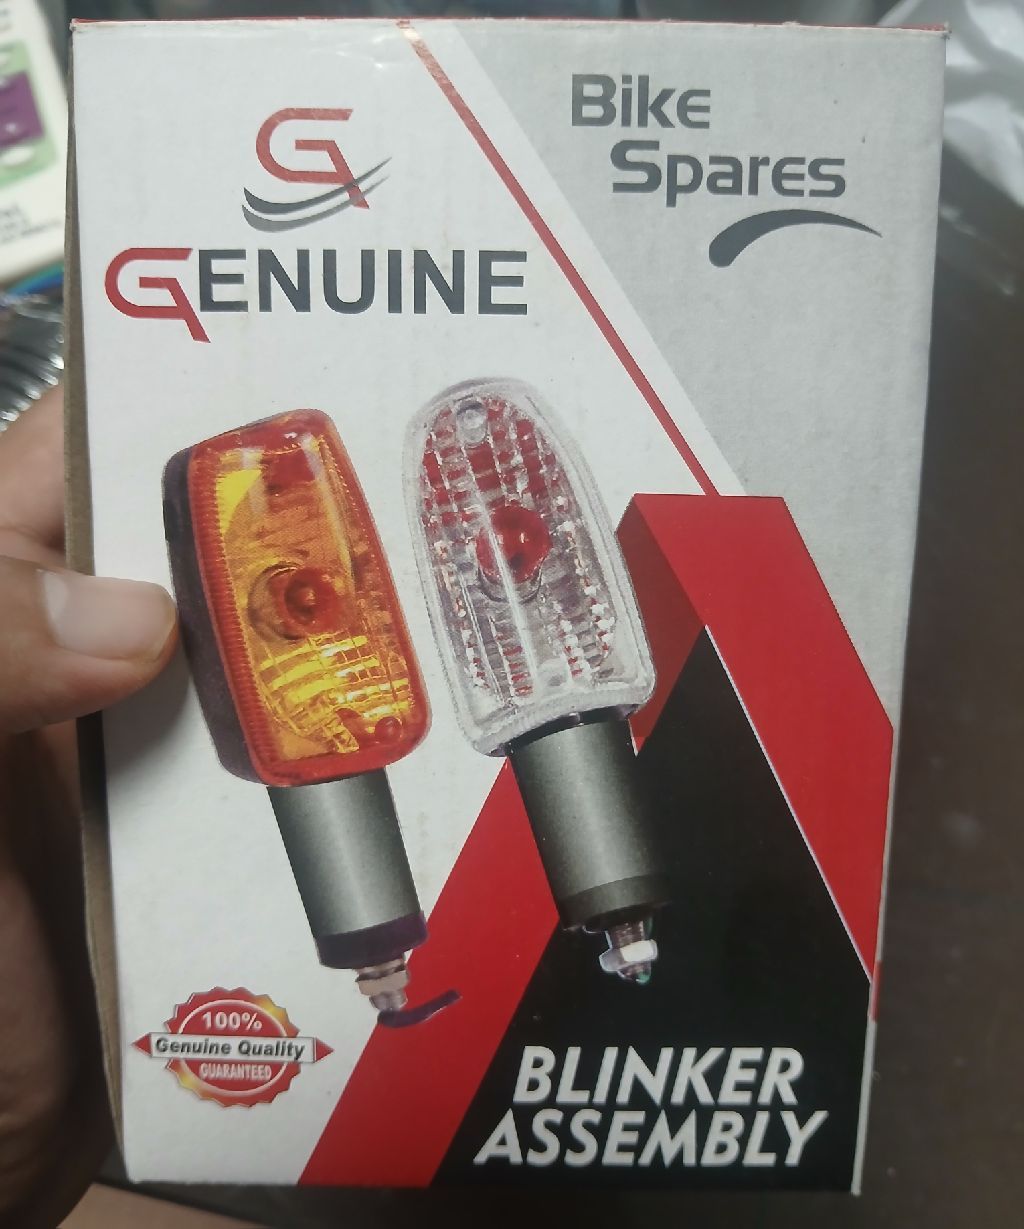 G
GENUINE
Bike
Spares
100%
Genuine Quality
GUARANTEED
BLINKER
ASSEMBLY